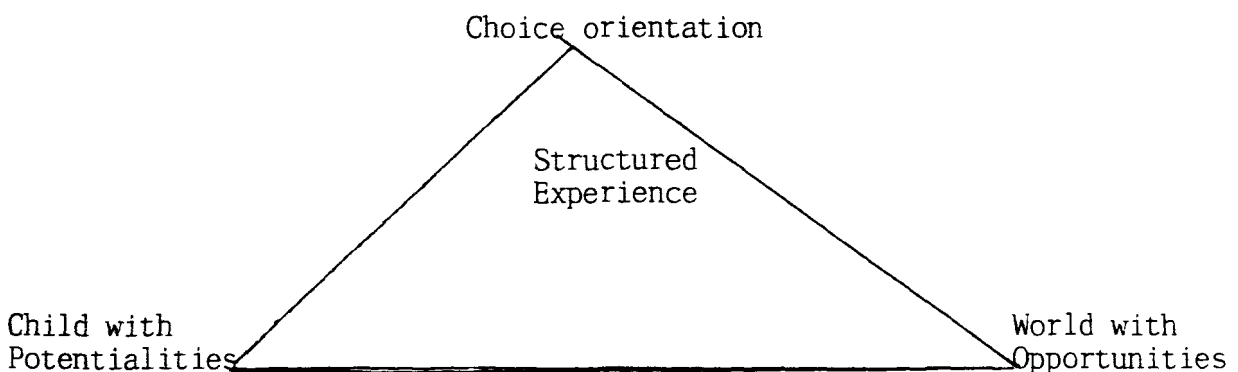 Choice orientation
Structured
Experience
Child with
Potentialities
World with
Opportunities